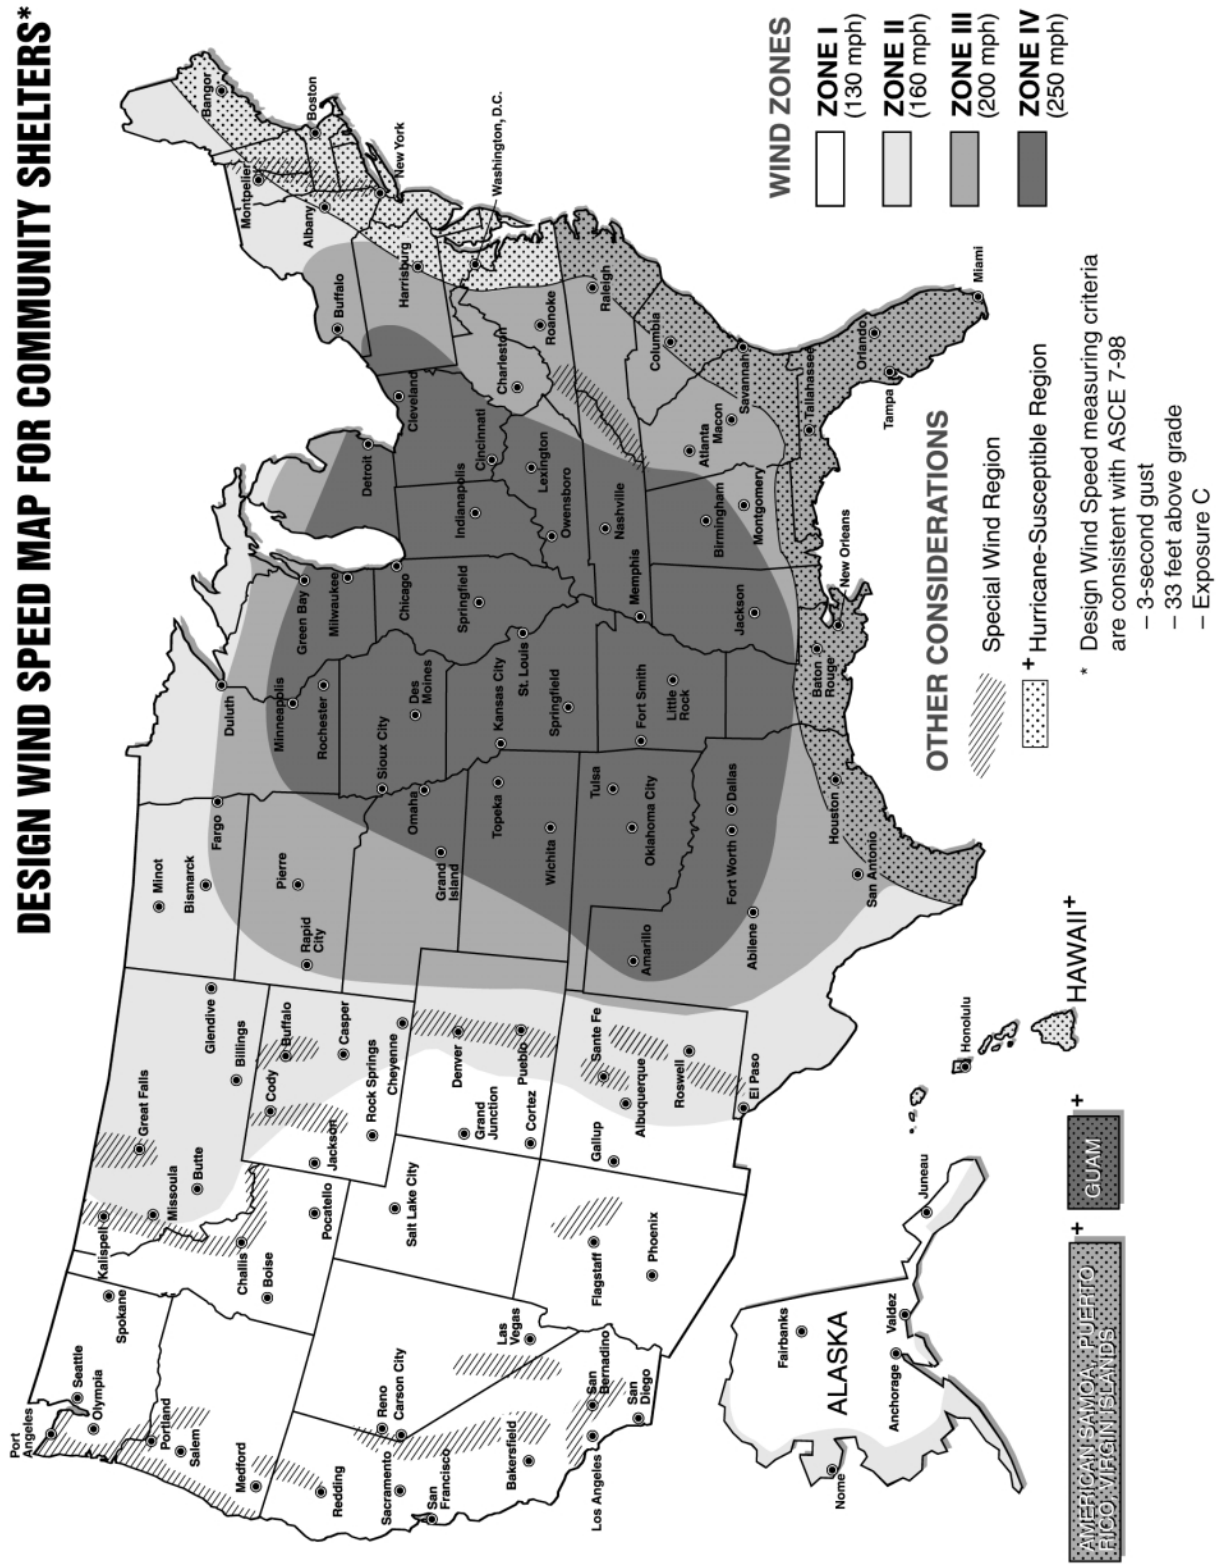 DESIGN WIND SPEED MAP FOR COMMUNITY SHELTERS*
Port
Angeles
Seattle
Olympia
Spokane
Portland
Salem
Medford
Kalispell
Great Falls
Missoula
Butte
Glendive
Billings
Challis
Boise
Pocatello
Cody
Buffalo
Jackson
Casper
Rock Springs
Cheyenne
Minot
Bismarck
Fargo
Pierre
Rapid
City
Duluth
Minneapolis
Rochester
Green Bay
Milwaukee
Sioux City
Des
Moines
Omaha
Grand
Island
Redding
Reno
Carson City
Sacramento
San
Francisco
Bakersfield
Los Angeles
San
Bernadino
San
Diego
Las
Vegas
Salt Lake City
Grand
Junction
Denver
Pueblo
Cortez
Flagstaff
Phoenix
Gallup
Sante Fe
Albuquerque
Roswell
El Paso
Topeka
Wichita
Kansas City
St. Louis
Springfield
Chicago
Springfield
Indianapolis
Detroit
Cleveland
Cincinnati
Lexington
Owensboro
Nashville
Memphis
Tulsa
Oklahoma City
Fort Smith
Little
Rock
Amarillo
Fort Worth
Dallas
Abilene
Houston
San Antonio
Jackson
Baton
Rouge
New Orleans
Birmingham
Montgomery
Atlanta
Macon
Savannah
Tallahassee
Orlando
Tampa
Miami
Columbia
Raleigh
Roanoke
Charleston
Buffalo
Harrisburg
Albany
Montpelier
Bangor
Boston
New York
Washington, D.C.
ALASKA
Fairbanks
Nome
Anchorage
Valdez
Juneau
Honolulu
HAWAII+
AMERICAN SAMOA, PUERTO
RICO, VIRGIN ISLANDS
+
GUAM
+
WIND ZONES
ZONE I
(130 mph)
ZONE II
(160 mph)
ZONE III
(200 mph)
ZONE IV
(250 mph)
OTHER CONSIDERATIONS
Special Wind Region
+ Hurricane-Susceptible Region
* Design Wind Speed measuring criteria
are consistent with ASCE 7-98
– 3-second gust
– 33 feet above grade
– Exposure C